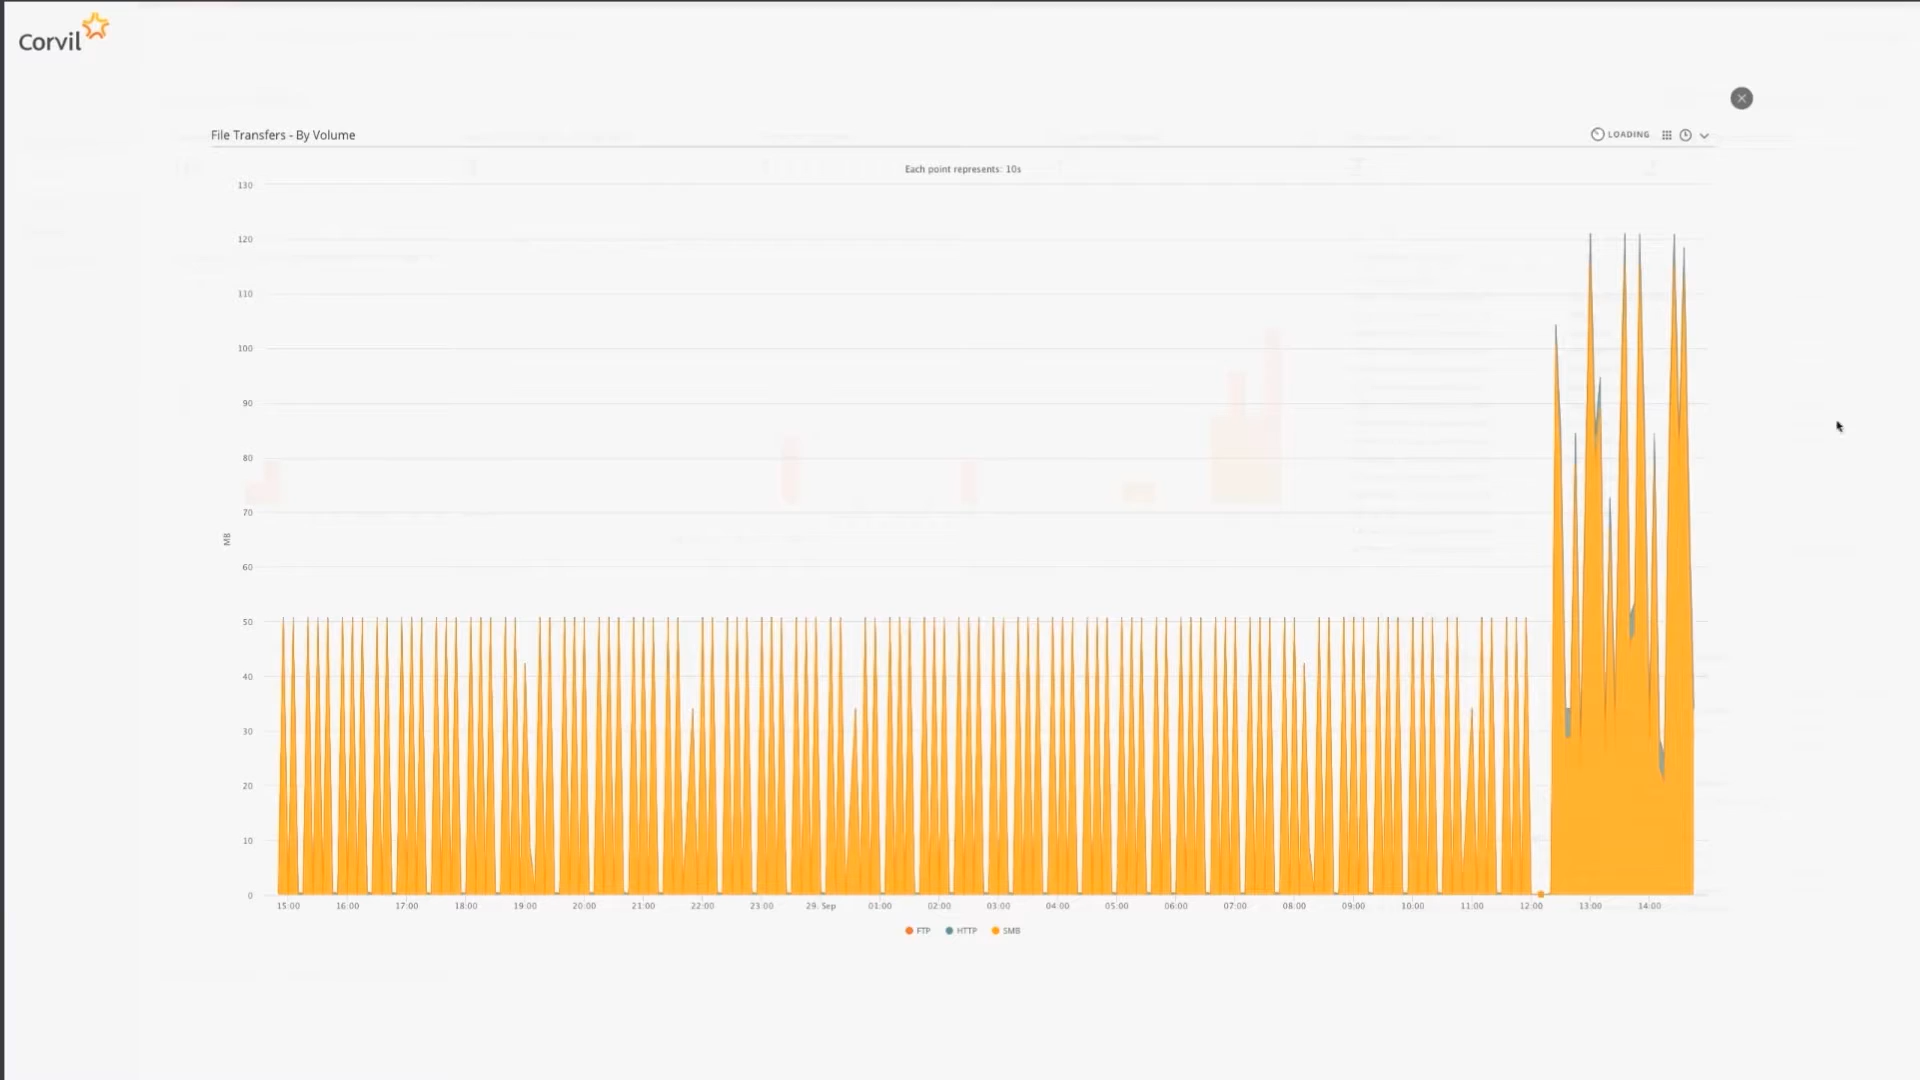 Corvil
File Transfers - By Volume
LOADING
Each point represents: 10s
130
120
110
100
90
80
70
60
50
40
30
20
10
0
MB
15:00 16:00 17:00 18:00 19:00 20:00 21:00 22:00 23:00 29. Sep 01:00 02:00 03:00 04:00 05:00 06:00 07:00 08:00 09:00 10:00 11:00 12:00 13:00 14:00
FTP HTTP SMB